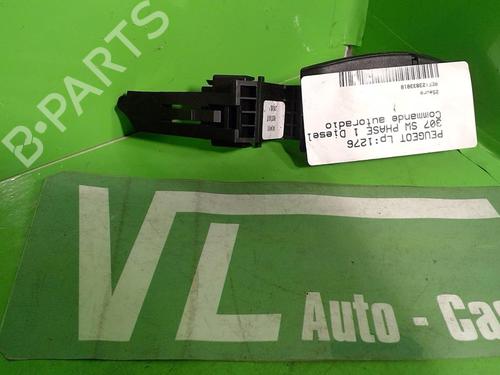 B-PARTS
PEUGEOT Lp:1276
307 SW PHASE 1 Diesel
Commande autoradio
VL
Auto - Ca